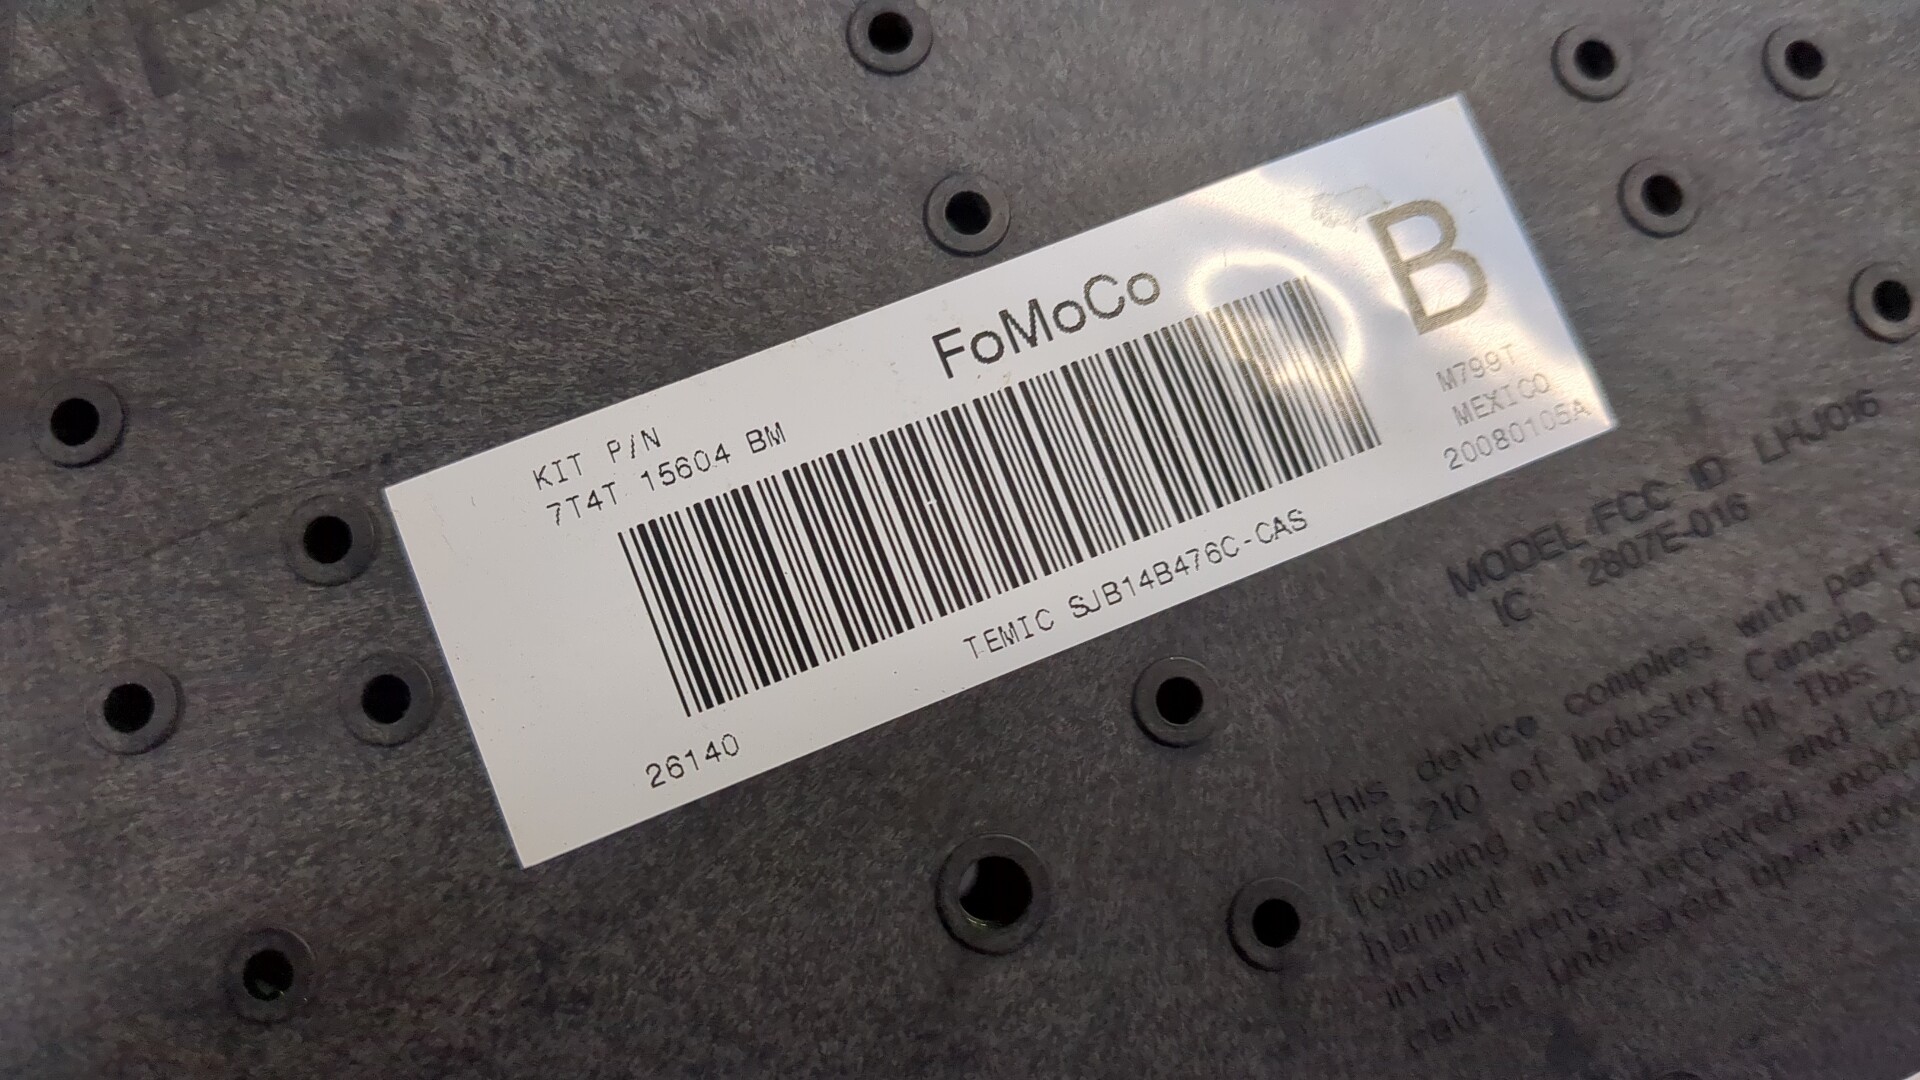 FoMoCo
B
KIT P/N
7T4T 15604 BM
M799T
MEXICO
20080105A
TEMIC SJB14B476C-CAS
26140
MODEL/FCC ID LHJ016
IC 2807E-016
This device complies with part
RSS-210 of Industry Canada
following conditions (1) This
harmful interference, and (2)
interference received
cause undesired operation